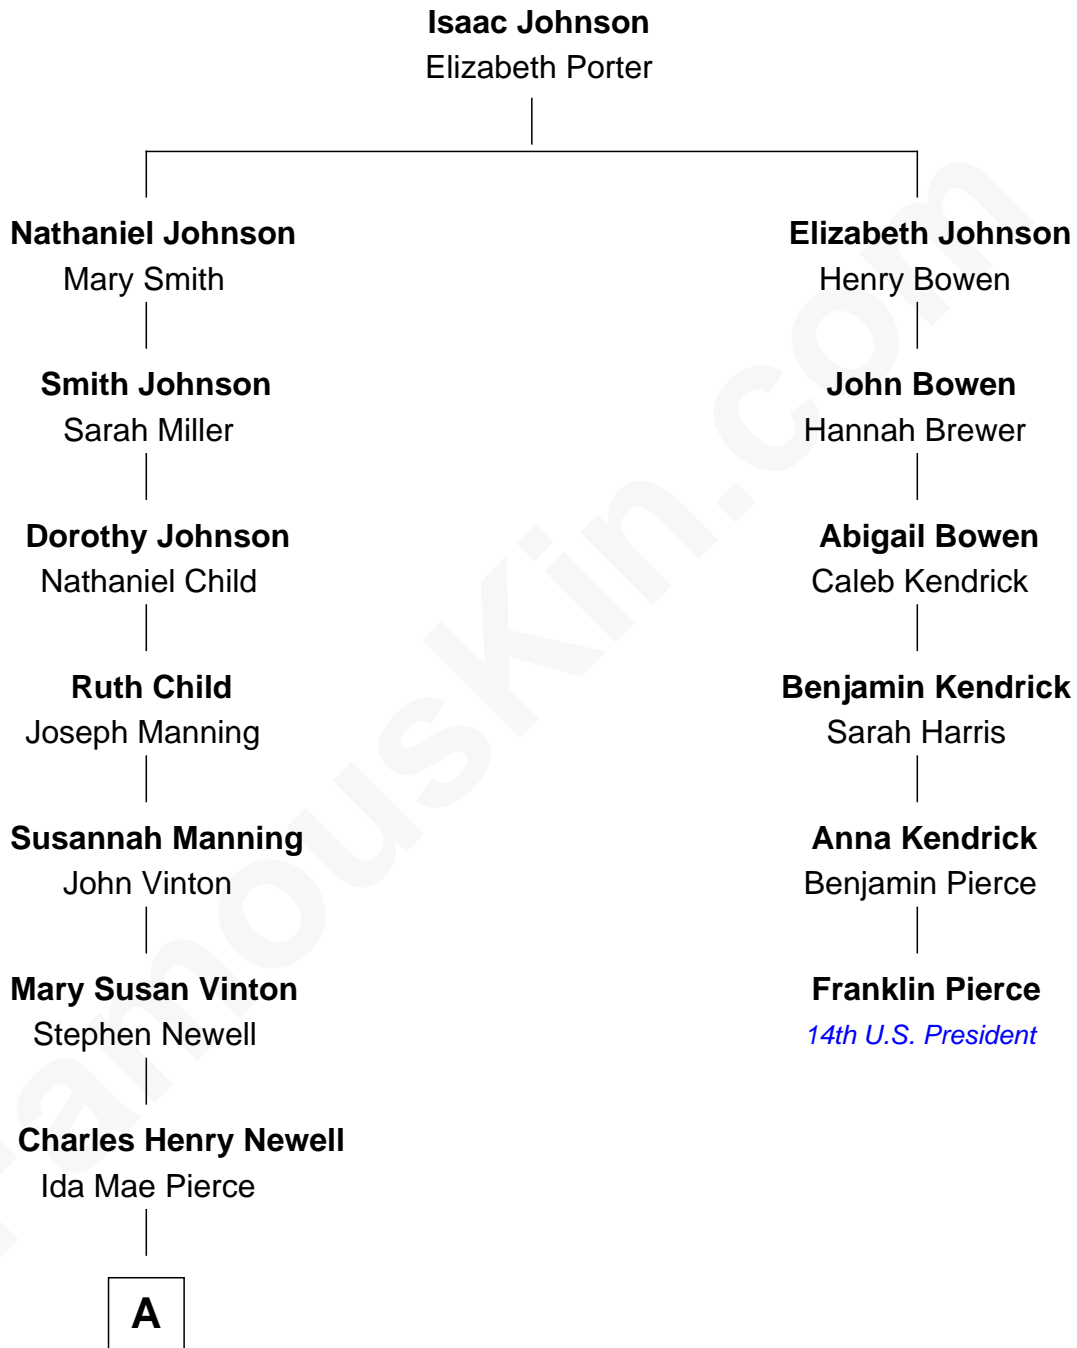 Isaac Johnson
Elizabeth Porter
Nathaniel Johnson
Mary Smith
Elizabeth Johnson
Henry Bowen
Smith Johnson
Sarah Miller
John Bowen
Hannah Brewer
Dorothy Johnson
Nathaniel Child
Abigail Bowen
Caleb Kendrick
Ruth Child
Joseph Manning
Benjamin Kendrick
Sarah Harris
Susannah Manning
John Vinton
Anna Kendrick
Benjamin Pierce
Mary Susan Vinton
Stephen Newell
Franklin Pierce
14th U.S. President
Charles Henry Newell
Ida Mae Pierce
A
FamousKin.com